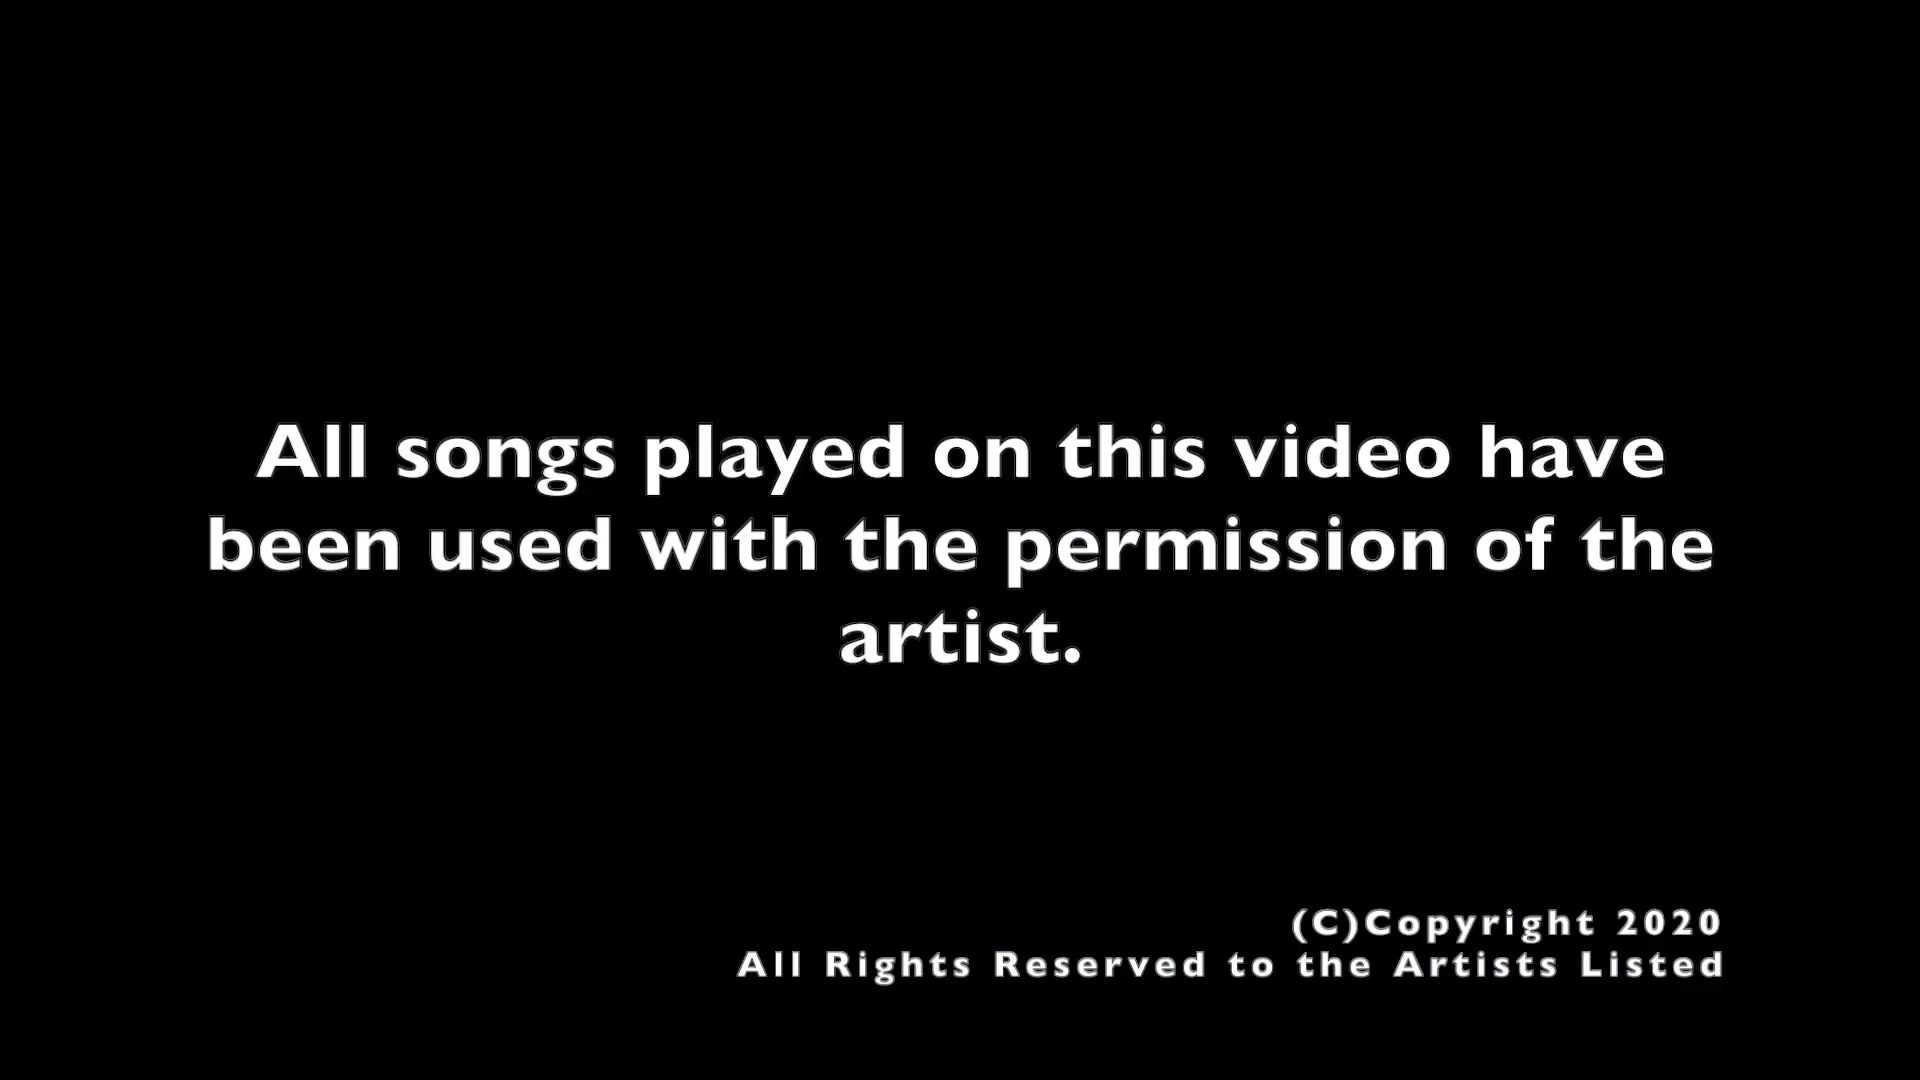 All songs played on this video have
been used with the permission of the
artist.
(C)Copyright 2020
All Rights Reserved to the Artists Listed